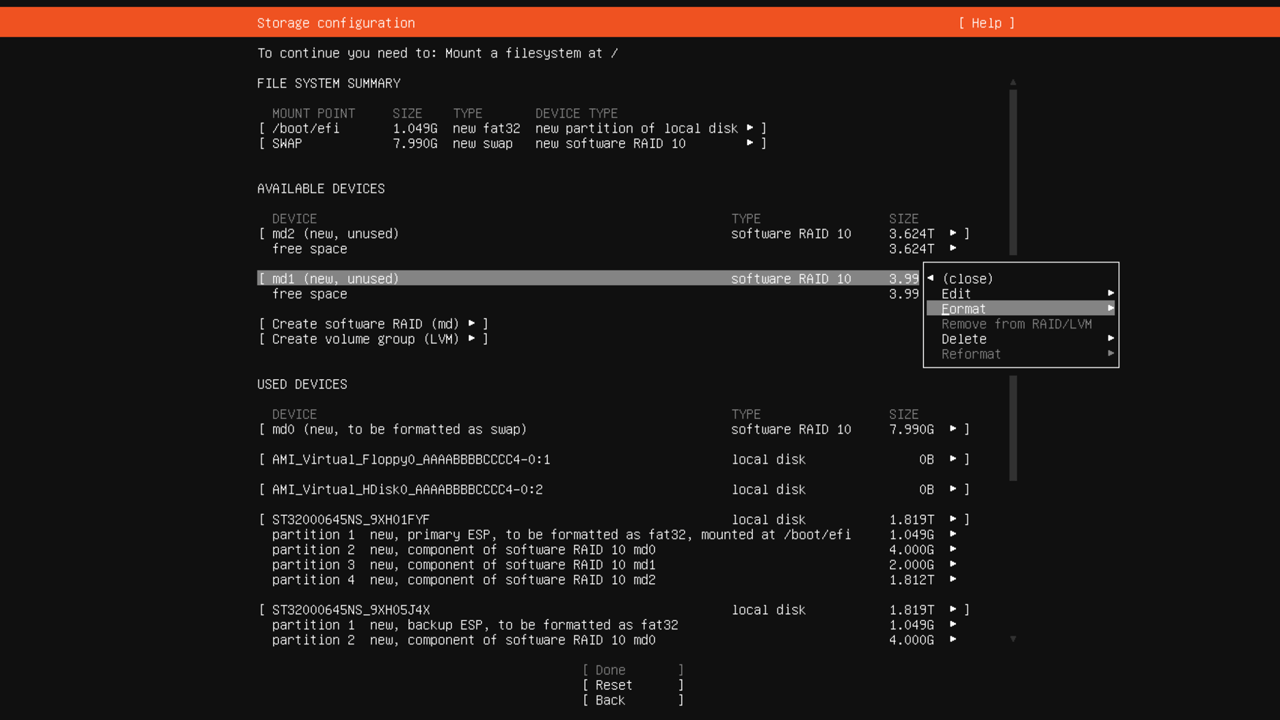 Storage configuration [ Help ]
To continue you need to: Mount a filesystem at /
FILE SYSTEM SUMMARY
MOUNT POINT SIZE TYPE DEVICE TYPE
[ /boot/efi 1.049G new fat32 new partition of local disk ▸ ]
[ SWAP 7.990G new swap new software RAID 10 ▸ ]
AVAILABLE DEVICES
DEVICE TYPE SIZE
[ md2 (new, unused) software RAID 10 3.624T ▸ ]
free space 3.624T ▸
[ md1 (new, unused) software RAID 10 3.99 ◂ (close)
free space 3.99 Edit ▸
Format ▸
[ Create software RAID (md) ▸ ] Remove from RAID/LVM
[ Create volume group (LVM) ▸ ] Delete ▸
Reformat ▸
USED DEVICES
DEVICE TYPE SIZE
[ md0 (new, to be formatted as swap) software RAID 10 7.990G ▸ ]
[ AMI_Virtual_Floppy0_AAAABBBBCCCC4-0:1 local disk 0B ▸ ]
[ AMI_Virtual_HDisk0_AAAABBBBCCCC4-0:2 local disk 0B ▸ ]
[ ST32000645NS_9XH01FYF local disk 1.819T ▸ ]
partition 1 new, primary ESP, to be formatted as fat32, mounted at /boot/efi 1.049G ▸
partition 2 new, component of software RAID 10 md0 4.000G ▸
partition 3 new, component of software RAID 10 md1 2.000G ▸
partition 4 new, component of software RAID 10 md2 1.812T ▸
[ ST32000645NS_9XH05J4X local disk 1.819T ▸ ]
partition 1 new, backup ESP, to be formatted as fat32 1.049G ▸
partition 2 new, component of software RAID 10 md0 4.000G ▸
[ Done ]
[ Reset ]
[ Back ]